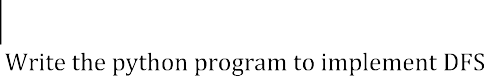 Write the python program to implement DFS